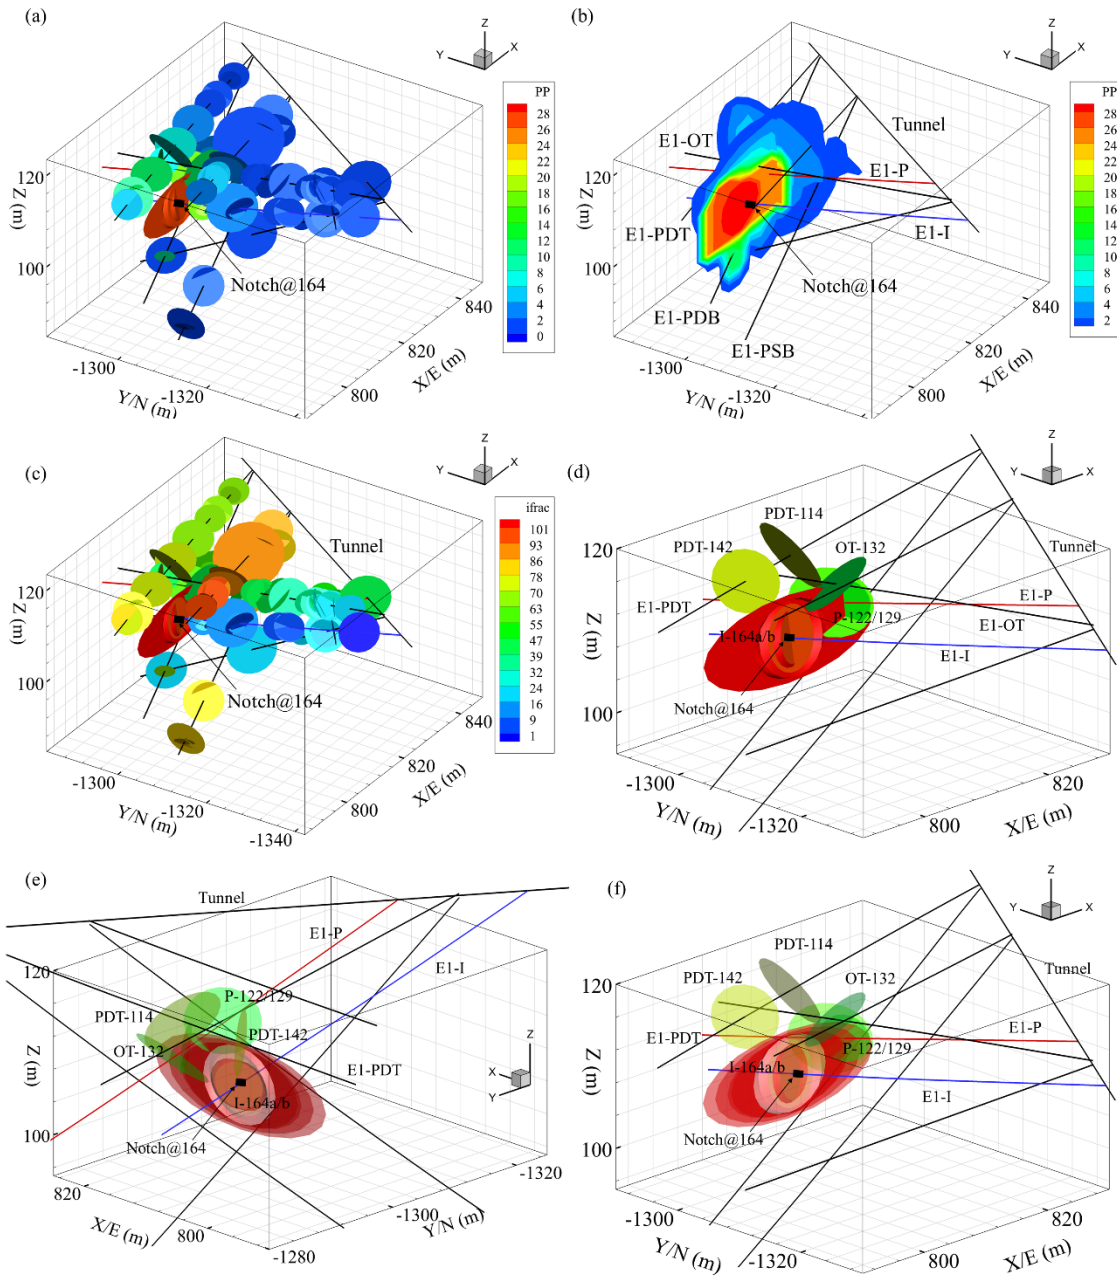 (a)
Z
Y
X
PP
28
26
24
22
20
18
16
14
12
10
8
6
4
2
0
120
Z (m)
100
Notch@164
840
820
800
X/E (m)
-1300
-1320
Y/N (m)
(b)
Z
Y
X
PP
28
26
24
22
20
18
16
14
12
10
8
6
4
2
Tunnel
E1-OT
E1-P
120
Z (m)
E1-I
E1-PDT
100
Notch@164
E1-PDB
E1-PSB
840
820
800
X/E (m)
-1300
-1320
Y/N (m)
(c)
Z
Y
X
ifrac
101
93
86
78
70
63
55
47
39
32
24
16
9
1
Tunnel
120
Z (m)
100
Notch@164
840
820
800
X/E (m)
-1300
-1320
-1340
Y/N (m)
(d)
Z
Y
X
PDT-114
120
PDT-142
OT-132
Tunnel
E1-PDT
E1-P
P-122/129
E1-OT
Z (m)
I-164a/b
E1-I
Notch@164
100
-1300
820
Y/N (m)
-1320
800
X/E (m)
(e)
Tunnel
E1-P
E1-I
120
P-122/129
PDT-114
PDT-142
OT-132
Z
X
Y
E1-PDT
Z (m)
I-164a/b
100
Notch@164
-1320
820
X/E (m)
800
-1300
Y/N (m)
-1280
(f)
Z
Y
X
PDT-114
120
PDT-142
OT-132
Tunnel
E1-PDT
E1-P
P-122/129
Z (m)
I-164a/b
E1-I
Notch@164
100
-1300
820
Y/N (m)
-1320
800
X/E (m)